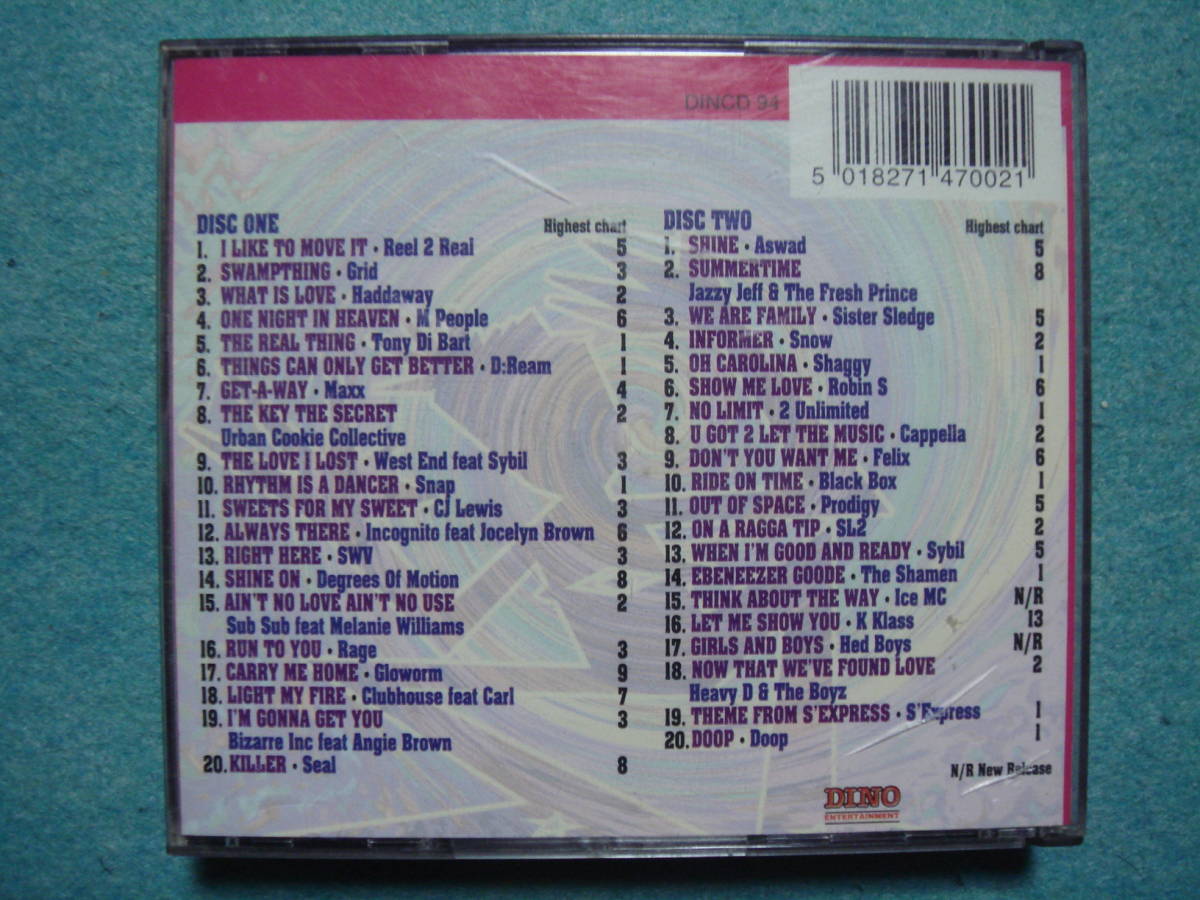 DINCD 94
5 018271 470021
DISC ONE Highest chart
1. I LIKE TO MOVE IT • Reel 2 Real 5
2. SWAMPTHING • Grid 3
3. WHAT IS LOVE • Haddaway 2
4. ONE NIGHT IN HEAVEN • M People 6
5. THE REAL THING • Tony Di Bart 1
6. THINGS CAN ONLY GET BETTER • D:Ream 1
7. GET-A-WAY • Maxx 4
8. THE KEY THE SECRET 2
Urban Cookie Collective
9. THE LOVE I LOST • West End feat Sybil 3
10. RHYTHM IS A DANCER • Snap 1
11. SWEETS FOR MY SWEET • CJ Lewis 3
12. ALWAYS THERE • Incognito feat Jocelyn Brown 6
13. RIGHT HERE • SWV 3
14. SHINE ON • Degrees Of Motion 8
15. AIN'T NO LOVE AIN'T NO USE 2
Sub Sub feat Melanie Williams
16. RUN TO YOU • Rage 3
17. CARRY ME HOME • Gloworm 9
18. LIGHT MY FIRE • Clubhouse feat Carl 7
19. I'M GONNA GET YOU 3
Bizarre Inc feat Angie Brown
20. KILLER • Seal 8
DISC TWO Highest chart
1. SHINE • Aswad 5
2. SUMMERTIME 8
Jazzy Jeff & The Fresh Prince
3. WE ARE FAMILY • Sister Sledge 5
4. INFORMER • Snow 2
5. OH CAROLINA • Shaggy 1
6. SHOW ME LOVE • Robin S 6
7. NO LIMIT • 2 Unlimited 1
8. U GOT 2 LET THE MUSIC • Cappella 2
9. DON'T YOU WANT ME • Felix 6
10. RIDE ON TIME • Black Box 1
11. OUT OF SPACE • Prodigy 5
12. ON A RAGGA TIP • SL2 2
13. WHEN I'M GOOD AND READY • Sybil 5
14. EBENEEZER GOODE • The Shamen 1
15. THINK ABOUT THE WAY • Ice MC N/R
16. LET ME SHOW YOU • K Klass 13
17. GIRLS AND BOYS • Hed Boys N/R
18. NOW THAT WE'VE FOUND LOVE 2
Heavy D & The Boyz
19. THEME FROM S'EXPRESS • S'Express 1
20. DOOP • Doop 1
N/R New Release
DINO
ENTERTAINMENT